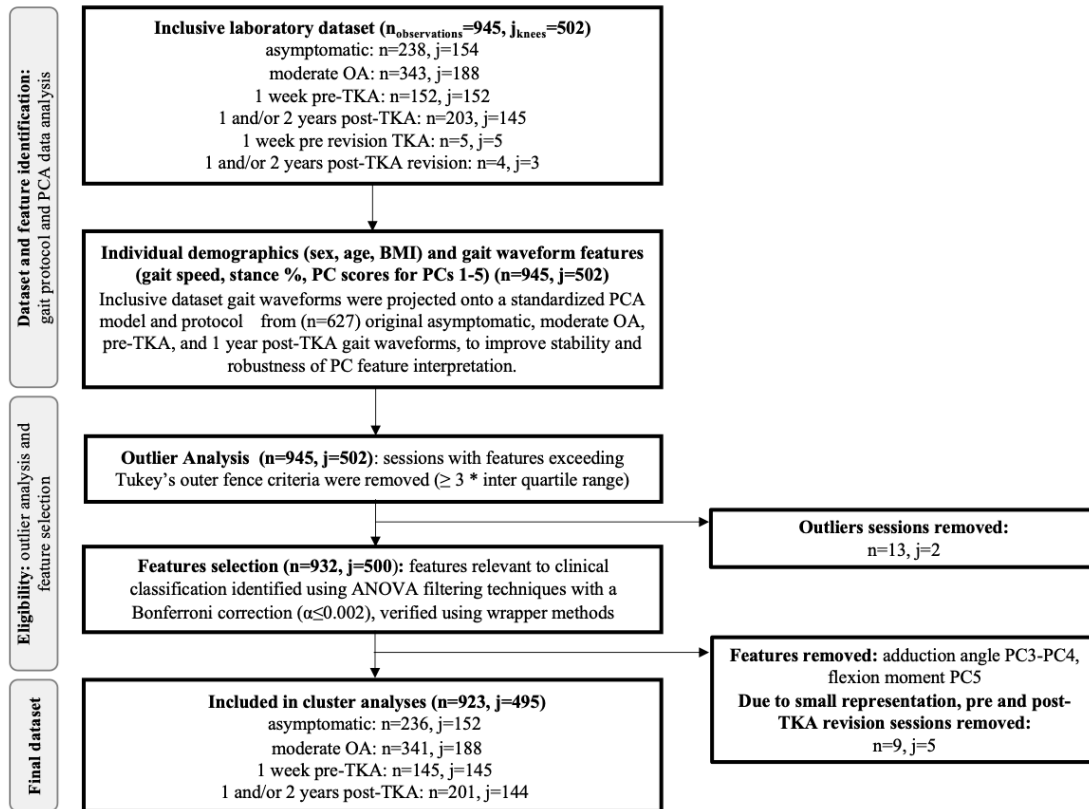 Dataset and feature identification:
gait protocol and PCA data analysis
Inclusive laboratory dataset (nobservations=945, jknees=502)
asymptomatic: n=238, j=154
moderate OA: n=343, j=188
1 week pre-TKA: n=152, j=152
1 and/or 2 years post-TKA: n=203, j=145
1 week pre revision TKA: n=5, j=5
1 and/or 2 years post-TKA revision: n=4, j=3
Individual demographics (sex, age, BMI) and gait waveform features
(gait speed, stance %, PC scores for PCs 1-5) (n=945, j=502)
Inclusive dataset gait waveforms were projected onto a standardized PCA
model and protocol from (n=627) original asymptomatic, moderate OA,
pre-TKA, and 1 year post-TKA gait waveforms, to improve stability and
robustness of PC feature interpretation.
Eligibility: outlier analysis and
feature selection
Outlier Analysis (n=945, j=502): sessions with features exceeding
Tukey's outer fence criteria were removed (≥ 3 * inter quartile range)
Outliers sessions removed:
n=13, j=2
Features selection (n=932, j=500): features relevant to clinical
classification identified using ANOVA filtering techniques with a
Bonferroni correction (α≤0.002), verified using wrapper methods
Features removed: adduction angle PC3-PC4,
flexion moment PC5
Due to small representation, pre and post-
TKA revision sessions removed:
n=9, j=5
Final dataset
Included in cluster analyses (n=923, j=495)
asymptomatic: n=236, j=152
moderate OA: n=341, j=188
1 week pre-TKA: n=145, j=145
1 and/or 2 years post-TKA: n=201, j=144